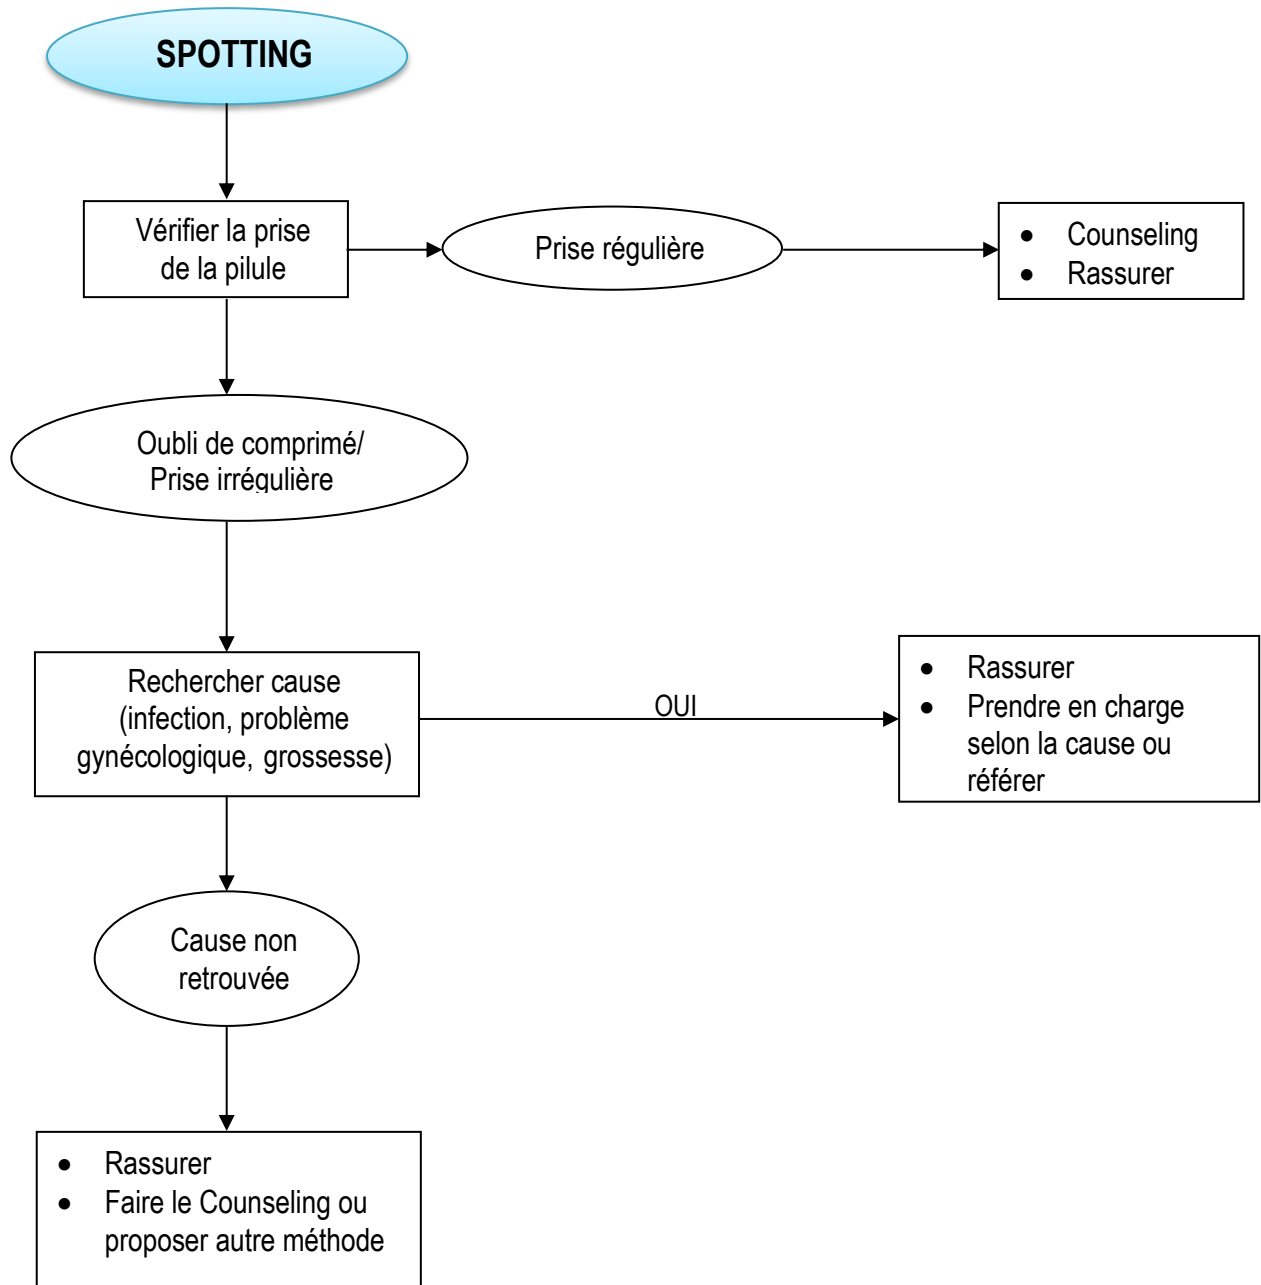 SPOTTING
Vérifier la prise
de la pilule
Prise régulière
• Counseling
• Rassurer
Oubli de comprimé/
Prise irrégulière
Rechercher cause
(infection, problème
gynécologique, grossesse)
OUI
• Rassurer
• Prendre en charge
selon la cause ou
référer
Cause non
retrouvée
• Rassurer
• Faire le Counseling ou
proposer autre méthode